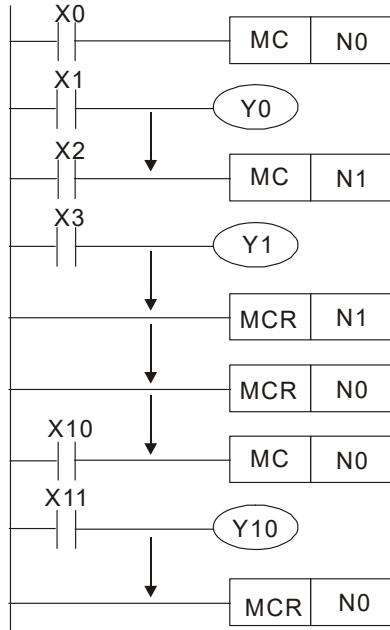 X0
MC N0
X1
Y0
X2
MC N1
X3
Y1
MCR N1
MCR N0
X10
MC N0
X11
Y10
MCR N0